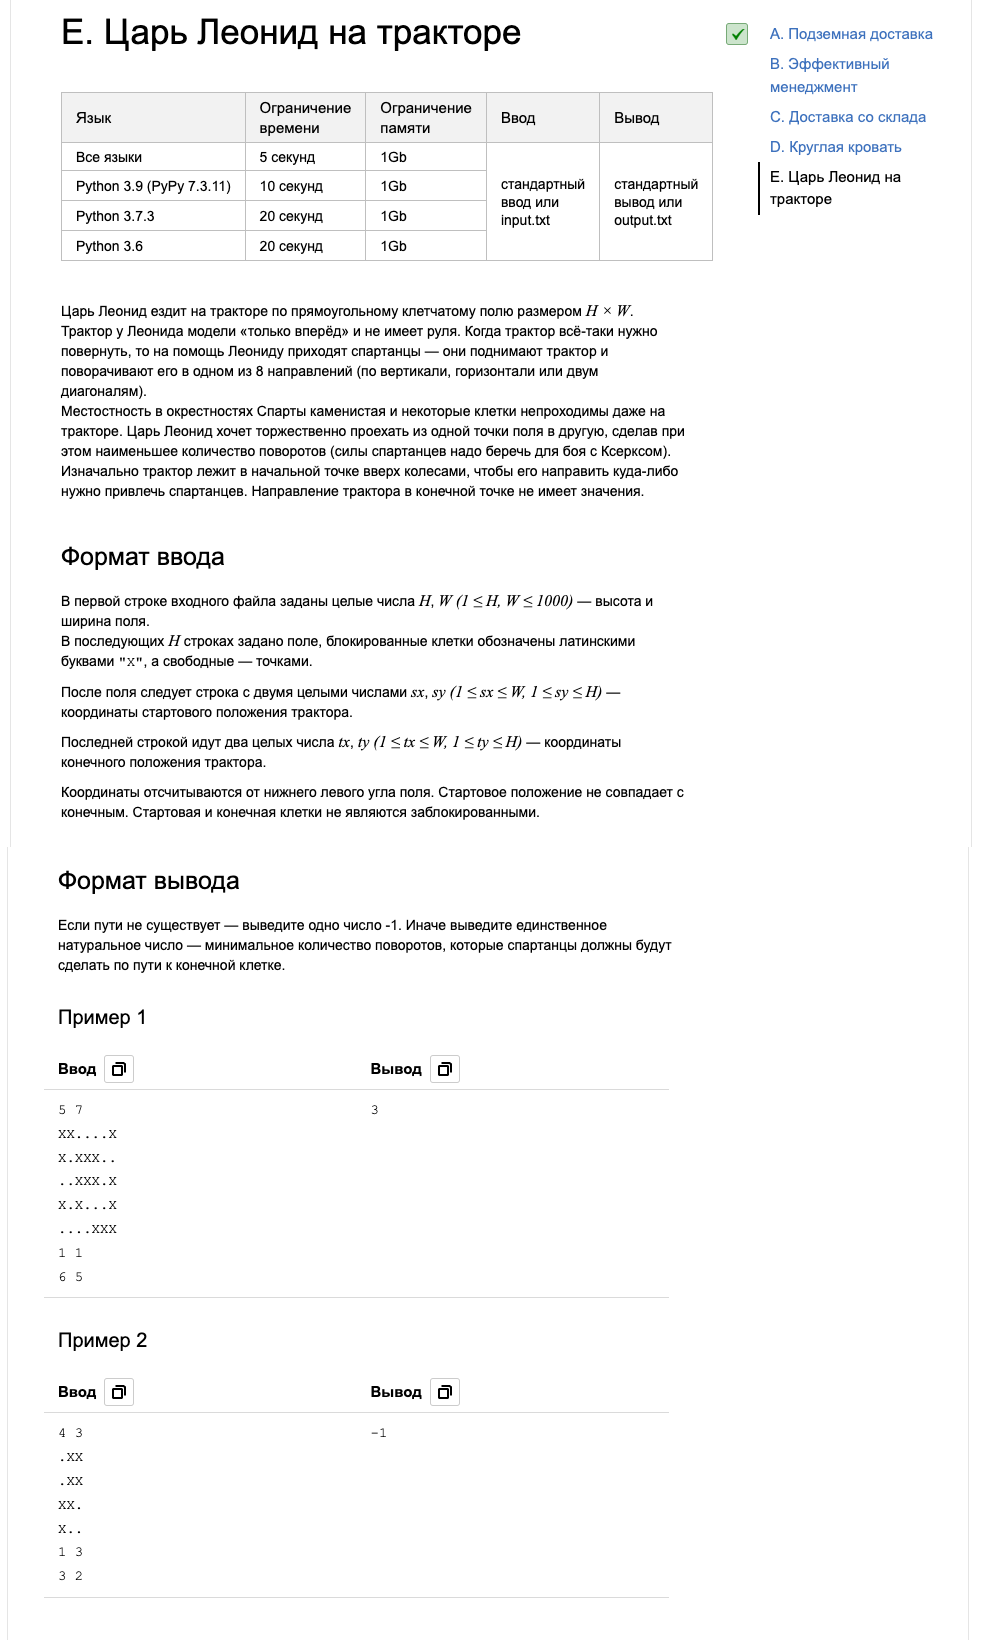 Е. Царь Леонид на тракторе
A. Подземная доставка
B. Эффективный
менеджмент
C. Доставка со склада
D. Круглая кровать
E. Царь Леонид на
тракторе
Язык
Ограничение
времени
Ограничение
памяти
Ввод
Вывод
Все языки
5 секунд
1Gb
стандартный
ввод или
input.txt
стандартный
вывод или
output.txt
Python 3.9 (PyPy 7.3.11)
10 секунд
1Gb
Python 3.7.3
20 секунд
1Gb
Python 3.6
20 секунд
1Gb
Царь Леонид ездит на тракторе по прямоугольному клетчатому полю размером H × W.
Трактор у Леонида модели «только вперёд» и не имеет руля. Когда трактор всё-таки нужно
повернуть, то на помощь Леониду приходят спартанцы — они поднимают трактор и
поворачивают его в одном из 8 направлений (по вертикали, горизонтали или двум
диагоналям).
Местостность в окрестностях Спарты каменистая и некоторые клетки непроходимы даже на
тракторе. Царь Леонид хочет торжественно проехать из одной точки поля в другую, сделав при
этом наименьшее количество поворотов (силы спартанцев надо беречь для боя с Ксерксом).
Изначально трактор лежит в начальной точке вверх колесами, чтобы его направить куда-либо
нужно привлечь спартанцев. Направление трактора в конечной точке не имеет значения.
Формат ввода
В первой строке входного файла заданы целые числа H, W (1 ≤ H, W ≤ 1000) — высота и
ширина поля.
В последующих H строках задано поле, блокированные клетки обозначены латинскими
буквами "X", а свободные — точками.
После поля следует строка с двумя целыми числами sx, sy (1 ≤ sx ≤ W, 1 ≤ sy ≤ H) —
координаты стартового положения трактора.
Последней строкой идут два целых числа tx, ty (1 ≤ tx ≤ W, 1 ≤ ty ≤ H) — координаты
конечного положения трактора.
Координаты отсчитываются от нижнего левого угла поля. Стартовое положение не совпадает с
конечным. Стартовая и конечная клетки не являются заблокированными.
Формат вывода
Если пути не существует — выведите одно число -1. Иначе выведите единственное
натуральное число — минимальное количество поворотов, которые спартанцы должны будут
сделать по пути к конечной клетке.
Пример 1
Ввод
Вывод
5 7
XX....X
X.XXX..
..XXX.X
X.X...X
....XXX
1 1
6 5
3
Пример 2
Ввод
Вывод
4 3
.XX
.XX
XX.
X..
1 3
3 2
-1